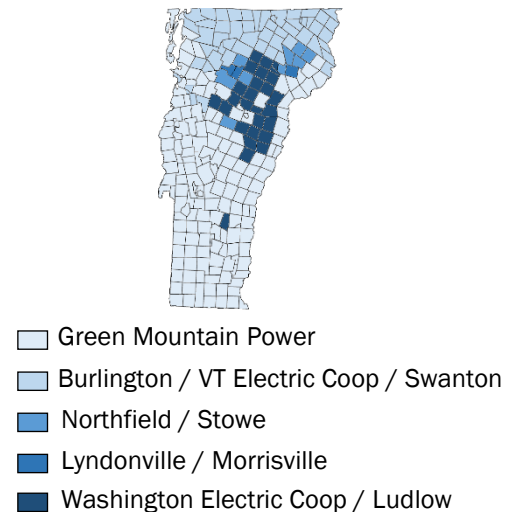 Green Mountain Power
Burlington / VT Electric Coop / Swanton
Northfield / Stowe
Lyndonville / Morrisville
Washington Electric Coop / Ludlow